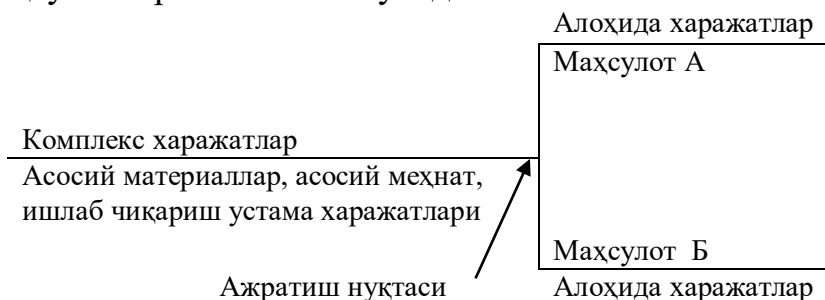 Алоҳида харажатлар
Маҳсулот А
Комплекс харажатлар
Асосий материаллар, асосий меҳнат,
ишлаб чиқариш устама харажатлари
Маҳсулот Б
Ажратиш нуқтаси
Алоҳида харажатлар